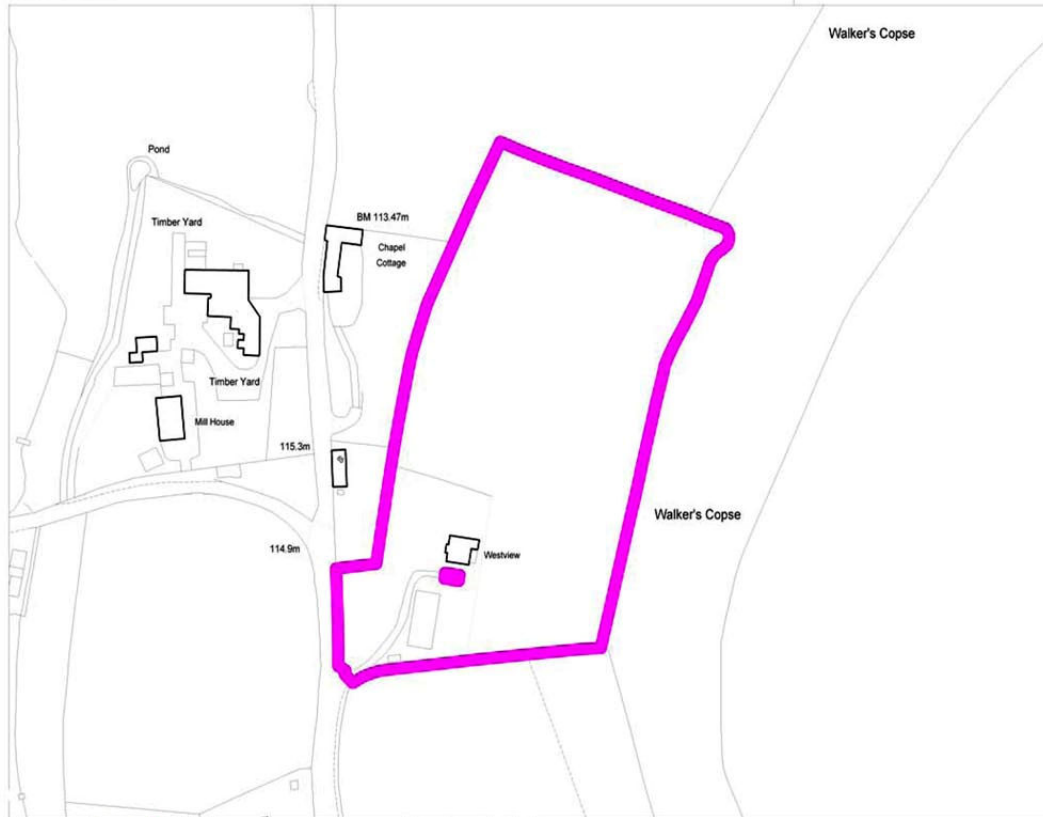 Walker's Copse
Pond
Timber Yard
BM 113.47m
Chapel
Cottage
Timber Yard
Mill House
115.3m
Walker's Copse
114.9m
Westview